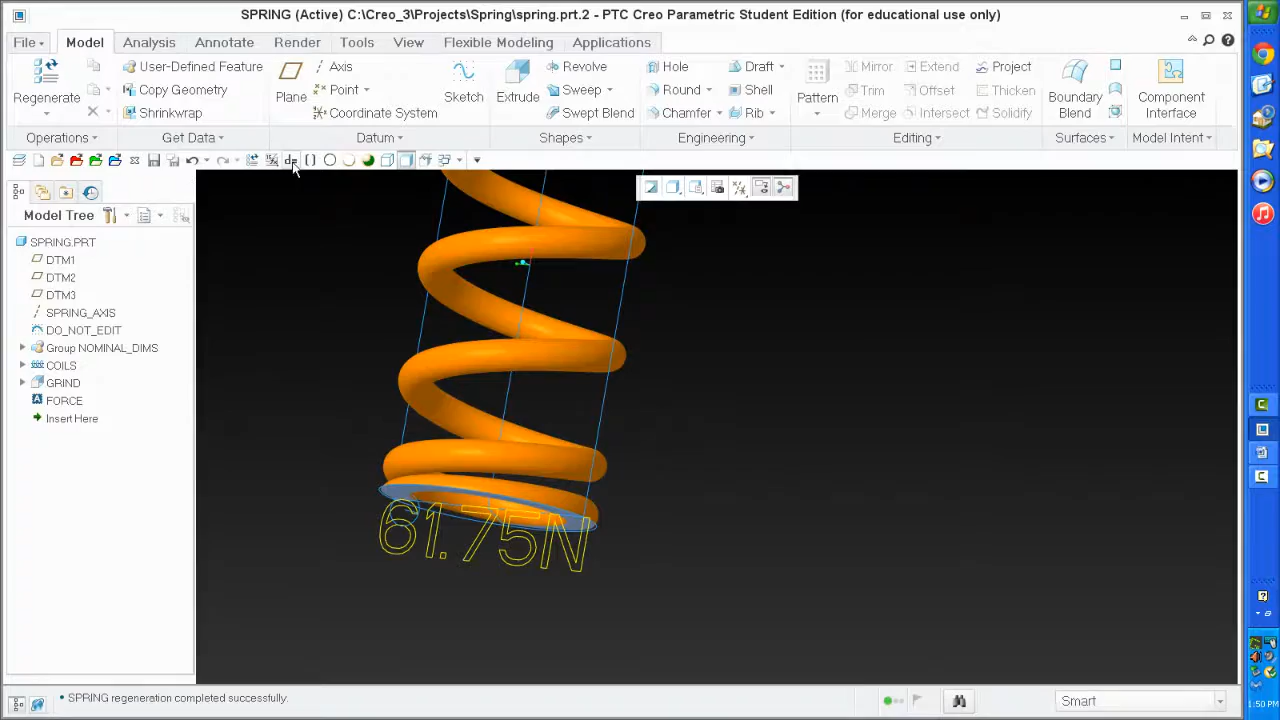 SPRING (Active) C:\Creo_3\Projects\Spring\spring.prt.2 - PTC Creo Parametric Student Edition (for educational use only)
File Model Analysis Annotate Render Tools View Flexible Modeling Applications
Regenerate
User-Defined Feature
Copy Geometry
Shrinkwrap
Plane
Axis
Point
Coordinate System
Sketch
Extrude
Revolve
Sweep
Swept Blend
Hole
Round
Chamfer
Draft
Shell
Rib
Pattern
Mirror
Trim
Merge
Extend
Offset
Intersect
Project
Thicken
Solidify
Boundary Blend
Component Interface
Operations Get Data Datum Shapes Engineering Editing Surfaces Model Intent
Model Tree
SPRING.PRT
DTM1
DTM2
DTM3
SPRING_AXIS
DO_NOT_EDIT
Group NOMINAL_DIMS
COILS
GRIND
FORCE
Insert Here
61.75N
SPRING regeneration completed successfully.
Smart
1:50 PM